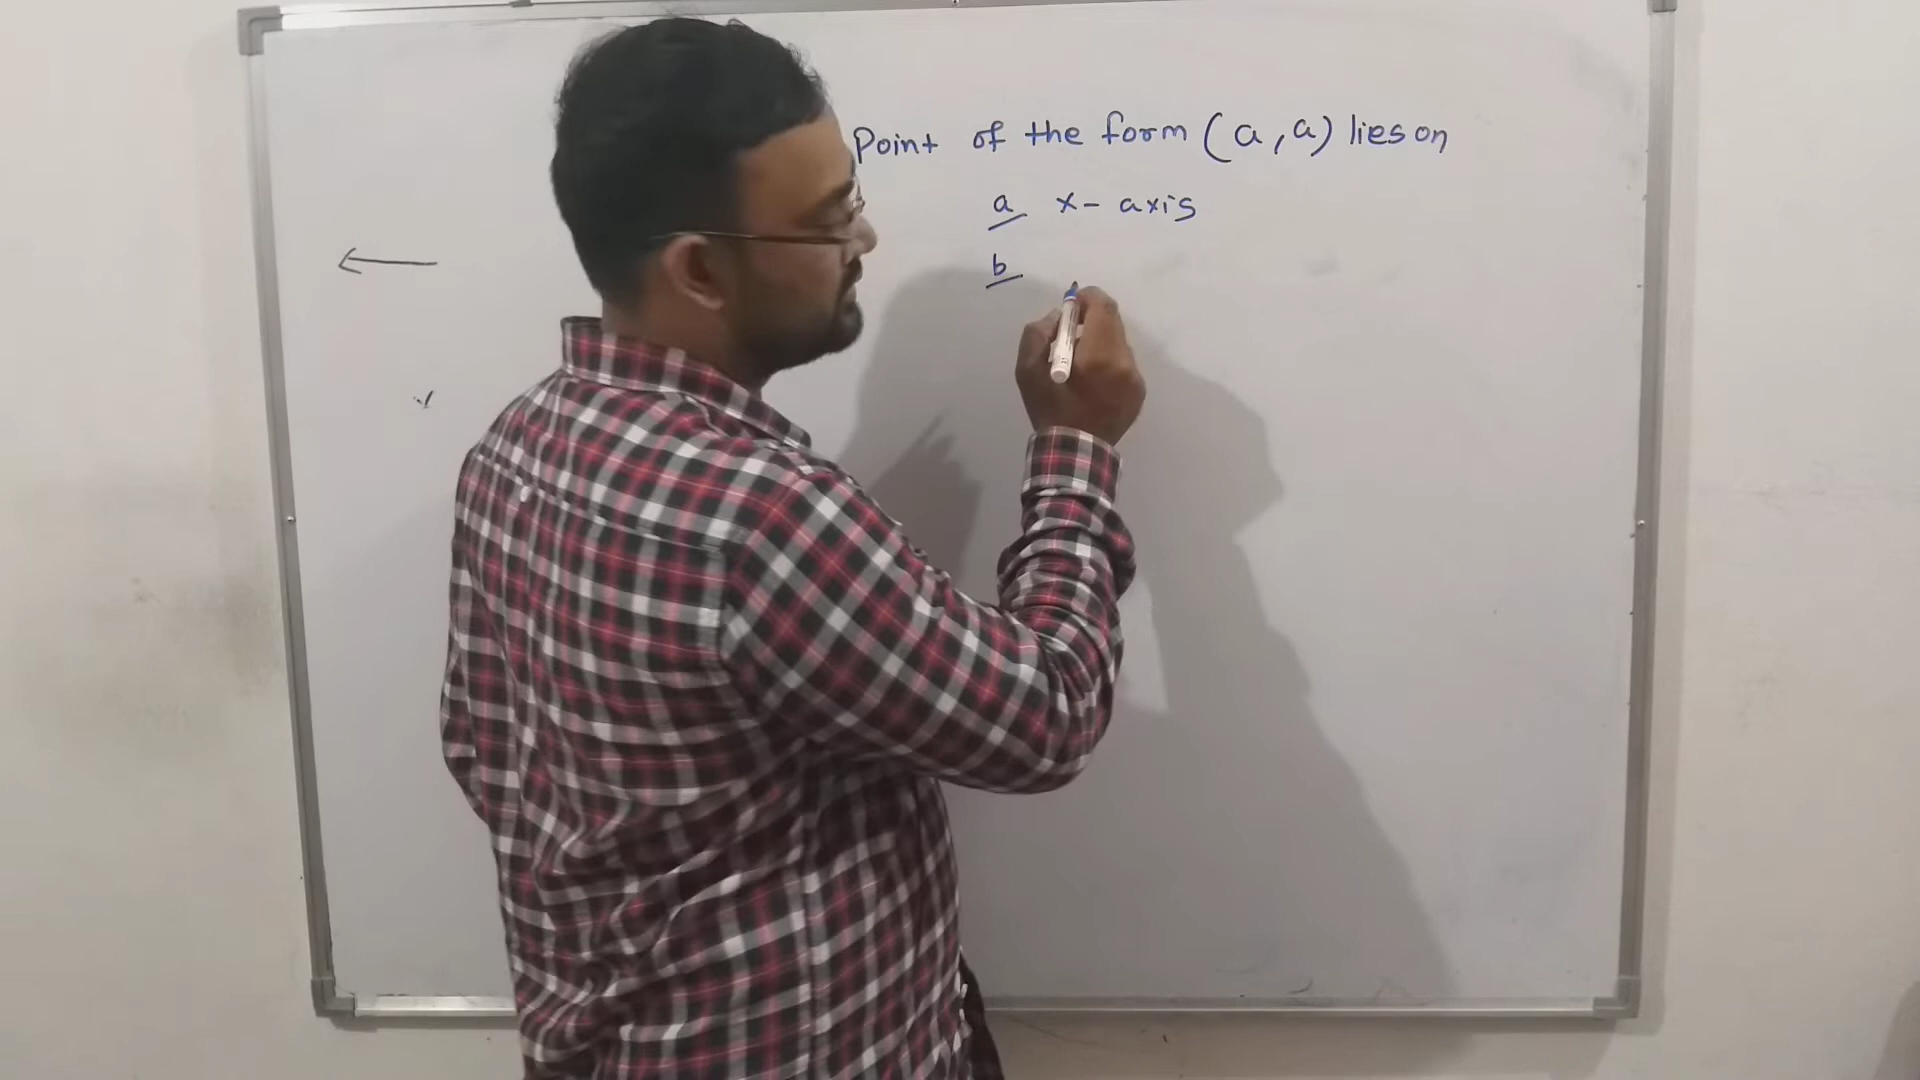 Point of the form (a,a) lies on
a x- axis
b